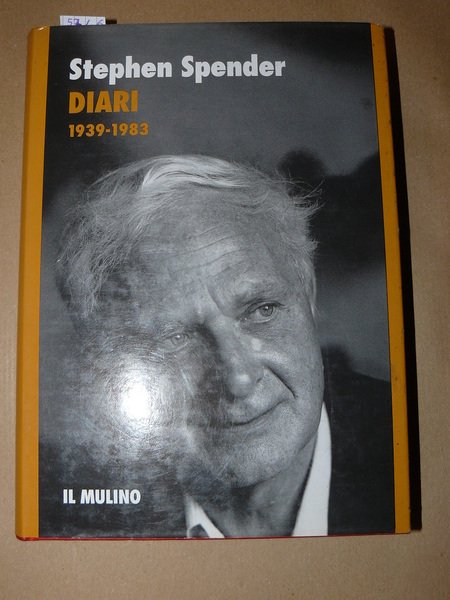 Stephen Spender
DIARI
1939-1983
IL MULINO